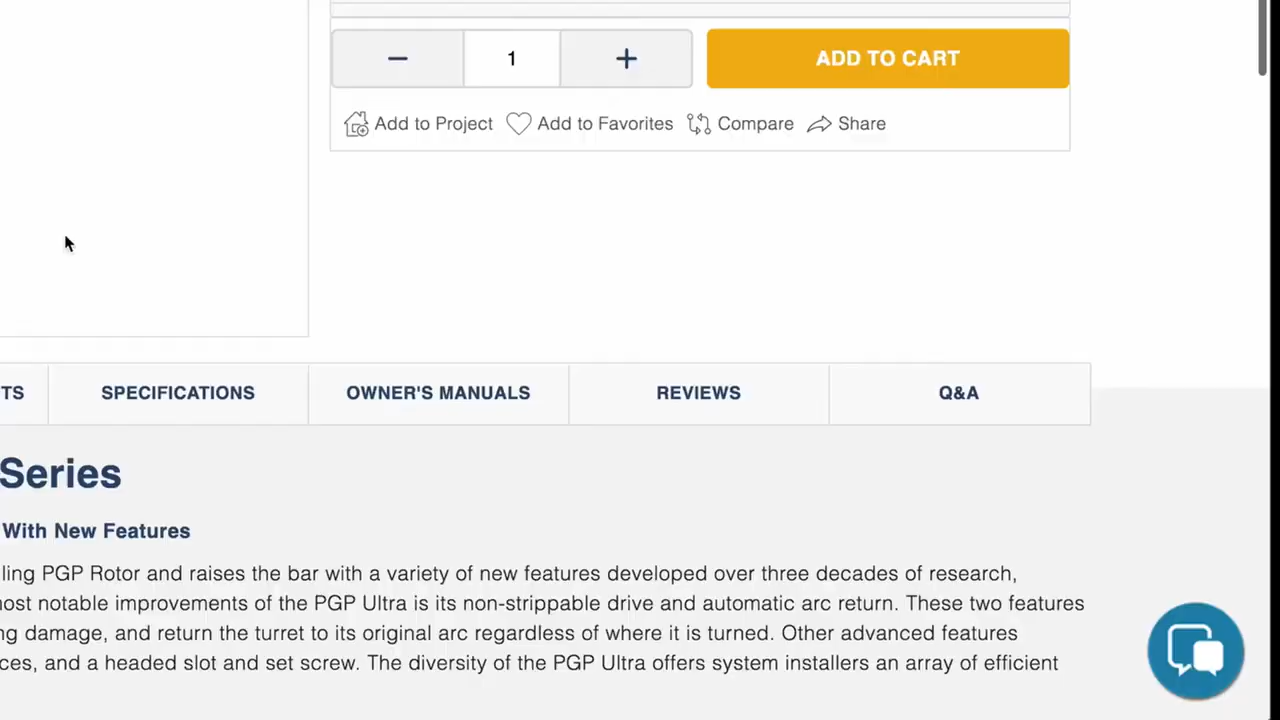 1
ADD TO CART
Add to Project Add to Favorites Compare Share
TS SPECIFICATIONS OWNER'S MANUALS REVIEWS Q&A
Series
With New Features
ling PGP Rotor and raises the bar with a variety of new features developed over three decades of research,
ost notable improvements of the PGP Ultra is its non-strippable drive and automatic arc return. These two features
ng damage, and return the turret to its original arc regardless of where it is turned. Other advanced features
ces, and a headed slot and set screw. The diversity of the PGP Ultra offers system installers an array of efficient